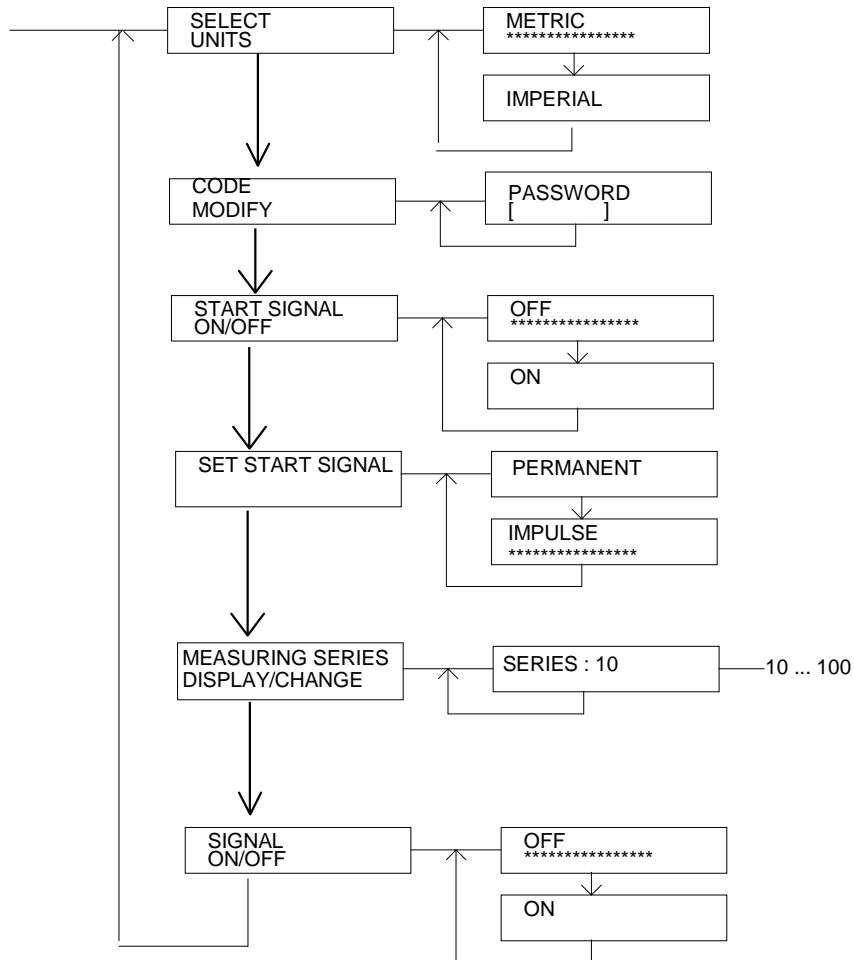 SELECT
UNITS
METRIC
****************
IMPERIAL
CODE
MODIFY
PASSWORD
[ ]
START SIGNAL
ON/OFF
OFF
****************
ON
SET START SIGNAL
PERMANENT
IMPULSE
****************
MEASURING SERIES
DISPLAY/CHANGE
SERIES : 10
10 ... 100
SIGNAL
ON/OFF
OFF
****************
ON